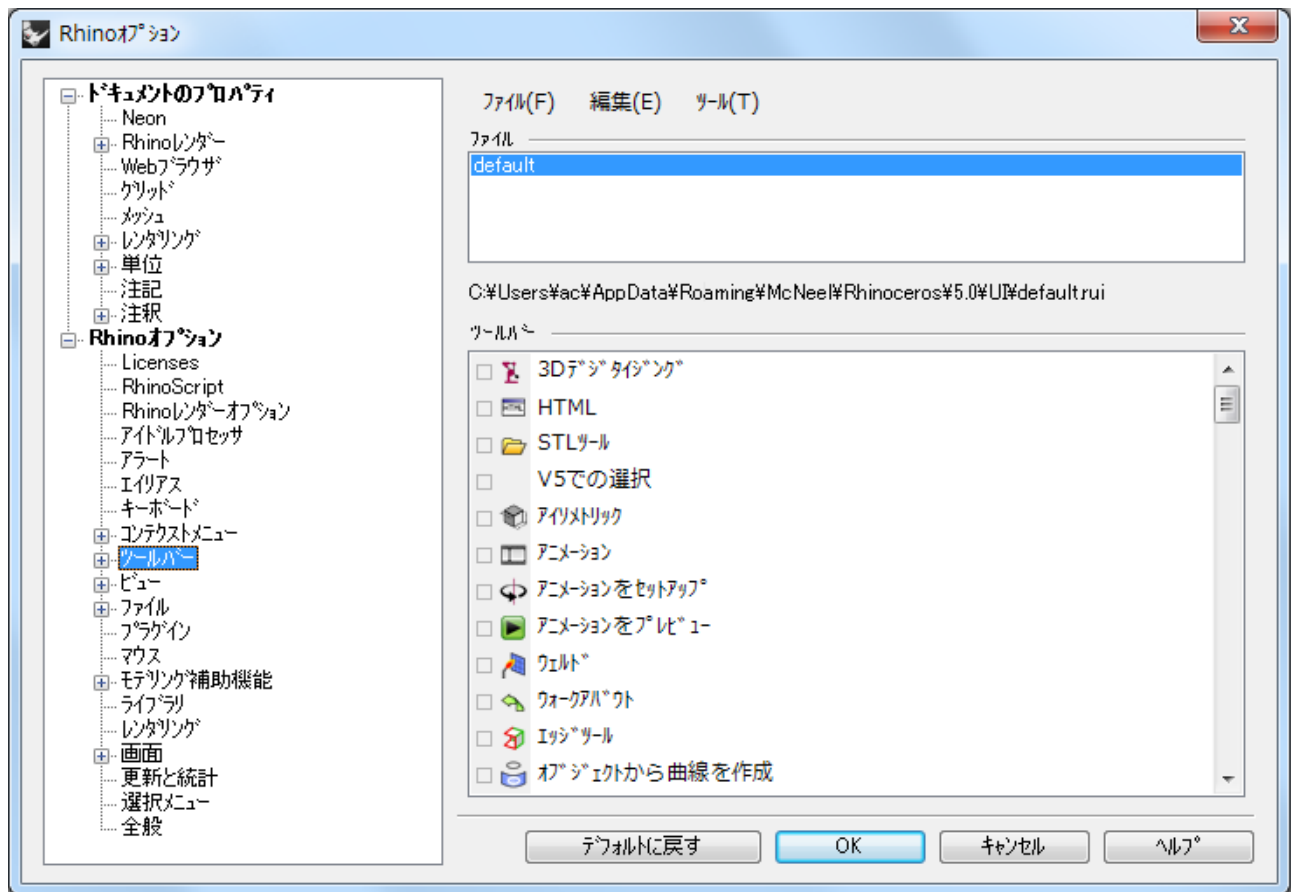 Rhinoオプション
ドキュメントのプロパティ
Neon
Rhinoレンダー
Webブラウザ
グリッド
メッシュ
レンダリング
単位
注記
注釈
Rhinoオプション
Licenses
RhinoScript
Rhinoレンダーオプション
アイドルプロセッサ
アラート
エイリアス
キーボード
コンテクストメニュー
ツールバー
ビュー
ファイル
プラグイン
マウス
モデリング補助機能
ライブラリ
レンダリング
画面
更新と統計
選択メニュー
全般
ファイル(F) 編集(E) ツール(T)
ファイル
default
C:¥Users¥ac¥AppData¥Roaming¥McNeel¥Rhinoceros¥5.0¥UI¥default.rui
ツールバー
3Dデジタイジング
HTML
STLツール
V5での選択
アイソメトリック
アニメーション
アニメーションをセットアップ
アニメーションをプレビュー
ウェルド
ウォークアバウト
エッジツール
オブジェクトから曲線を作成
デフォルトに戻す OK キャンセル ヘルプ